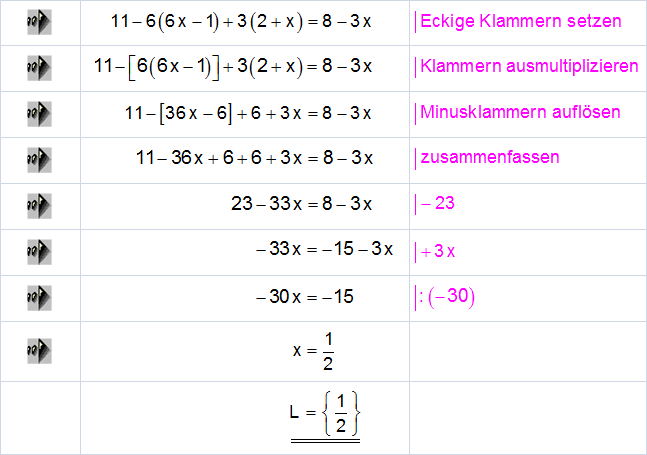 11 – 6(6x – 1) + 3(2 + x) = 8 – 3x | Eckige Klammern setzen
11 – [6(6x – 1)] + 3(2 + x) = 8 – 3x | Klammern ausmultiplizieren
11 – [36x – 6] + 6 + 3x = 8 – 3x | Minusklammern auflösen
11 – 36x + 6 + 6 + 3x = 8 – 3x | zusammenfassen
23 – 33x = 8 – 3x | – 23
– 33x = –15 – 3x | + 3x
– 30x = –15 | : (– 30)
x = 1/2
L = {1/2}